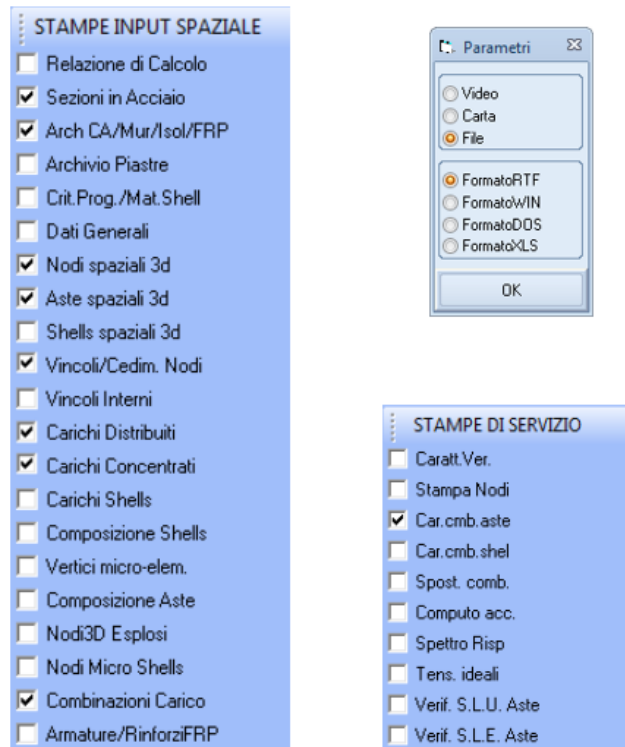 STAMPE INPUT SPAZIALE
Relazione di Calcolo
Sezioni in Acciaio
Arch CA/Mur/Isol/FRP
Archivio Piastre
Crit.Prog./Mat.Shell
Dati Generali
Nodi spaziali 3d
Aste spaziali 3d
Shells spaziali 3d
Vincoli/Cedim. Nodi
Vincoli Interni
Carichi Distribuiti
Carichi Concentrati
Carichi Shells
Composizione Shells
Vertici micro-elem.
Composizione Aste
Nodi3D Esplosi
Nodi Micro Shells
Combinazioni Carico
Armature/RinforziFRP
Parametri
Video
Carta
File
FormatoRTF
FormatoWIN
FormatoDOS
FormatoXLS
OK
STAMPE DI SERVIZIO
Caratt.Ver.
Stampa Nodi
Car.cmb.aste
Car.cmb.shel
Spost. comb.
Computo acc.
Spettro Risp
Tens. ideali
Verif. S.L.U. Aste
Verif. S.L.E. Aste